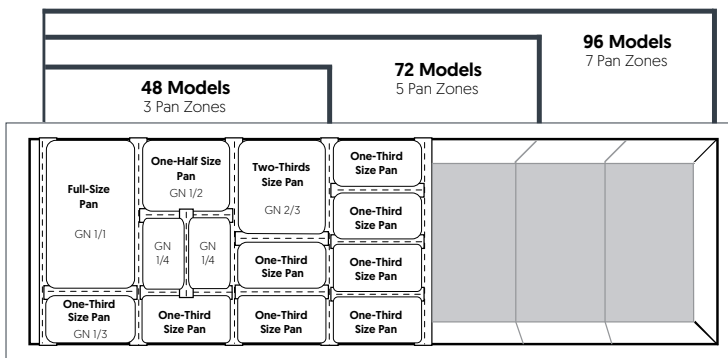 96 Models
7 Pan Zones
72 Models
5 Pan Zones
48 Models
3 Pan Zones
Full-Size
Pan
GN 1/1
One-Third
Size Pan
GN 1/3
One-Half Size
Pan
GN 1/2
GN
1/4
GN
1/4
One-Third
Size Pan
Two-Thirds
Size Pan
GN 2/3
One-Third
Size Pan
One-Third
Size Pan
One-Third
Size Pan
One-Third
Size Pan
One-Third
Size Pan
One-Third
Size Pan